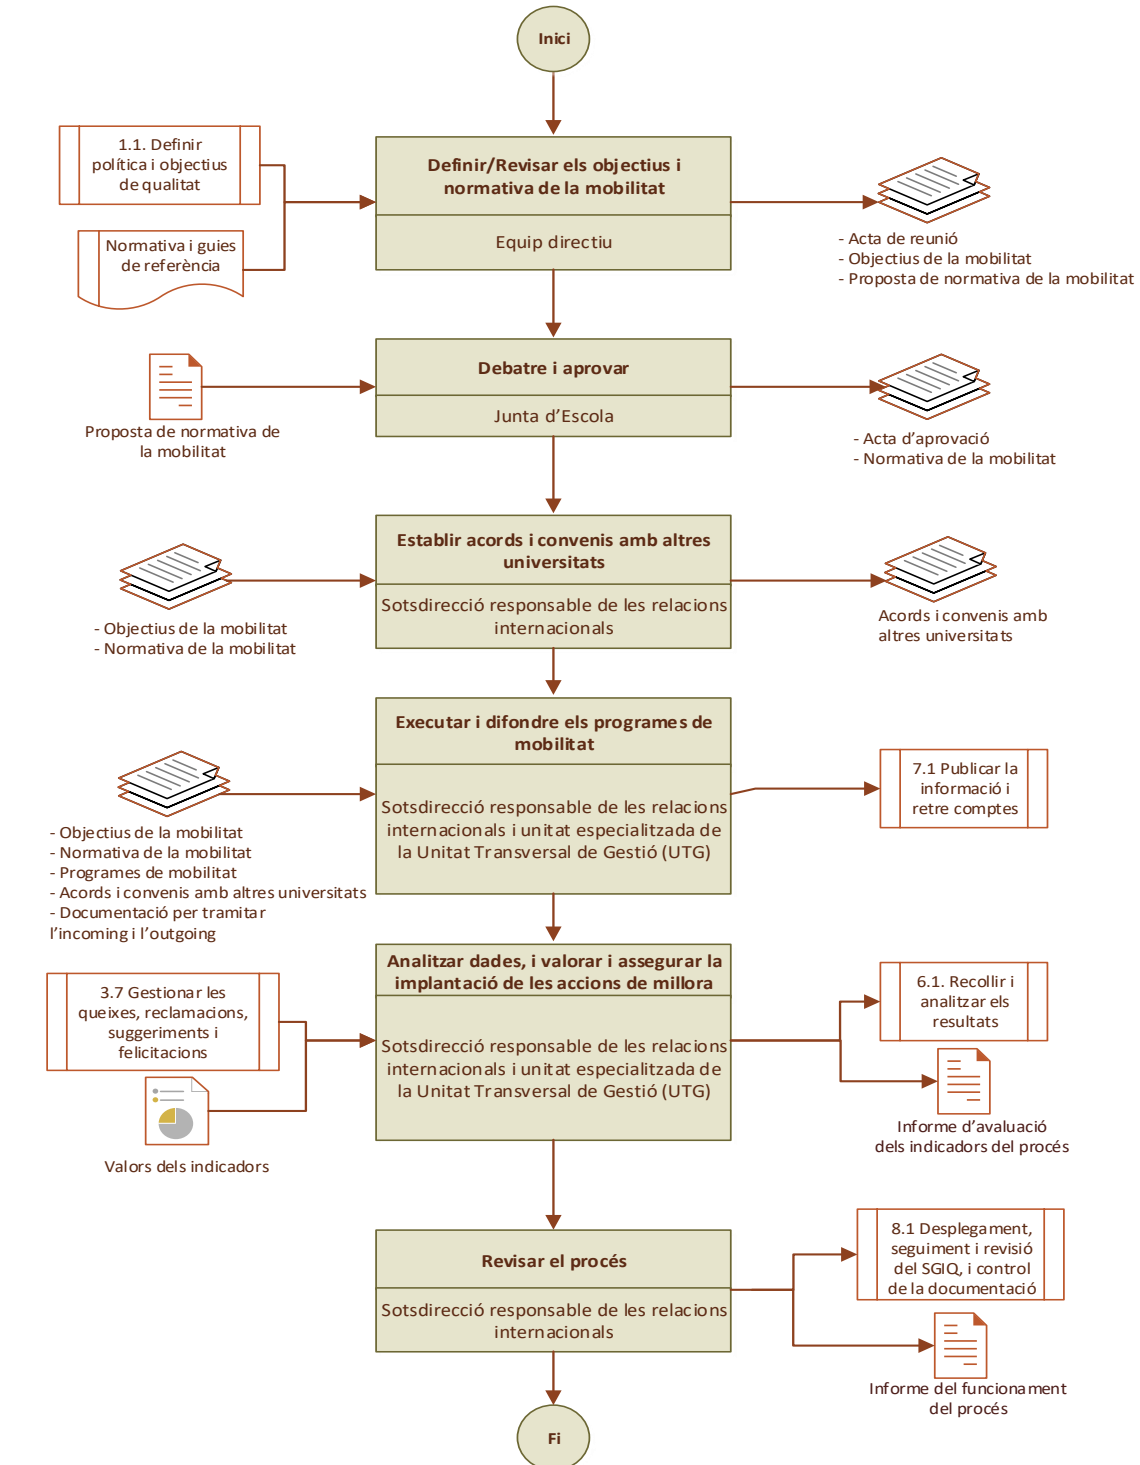 Inici
1.1. Definir
política i objectius
de qualitat
Normativa i guies
de referència
Definir/Revisar els objectius i
normativa de la mobilitat
Equip directiu
- Acta de reunió
- Objectius de la mobilitat
- Proposta de normativa de la mobilitat
Proposta de normativa de
la mobilitat
Debatre i aprovar
Junta d’Escola
- Acta d’aprovació
- Normativa de la mobilitat
- Objectius de la mobilitat
- Normativa de la mobilitat
Establir acords i convenis amb altres
universitats
Sotsdirecció responsable de les relacions
internacionals
Acords i convenis amb
altres universitats
- Objectius de la mobilitat
- Normativa de la mobilitat
- Programes de mobilitat
- Acords i convenis amb altres universitats
- Documentació per tramitar
l’incoming i l’outgoing
Executar i difondre els programes de
mobilitat
Sotsdirecció responsable de les relacions
internacionals i unitat especialitzada de
la Unitat Transversal de Gestió (UTG)
7.1 Publicar la
informació i
retre comptes
3.7 Gestionar les
queixes, reclamacions,
suggeriments i
felicitacions
Valors dels indicadors
Analitzar dades, i valorar i assegurar la
implantació de les accions de millora
Sotsdirecció responsable de les relacions
internacionals i unitat especialitzada de
la Unitat Transversal de Gestió (UTG)
6.1. Recollir i
analitzar els
resultats
Informe d’avaluació
dels indicadors del procés
Revisar el procés
Sotsdirecció responsable de les relacions
internacionals
8.1 Desplegament,
seguiment i revisió
del SGIQ, i control
de la documentació
Informe del funcionament
del procés
Fi